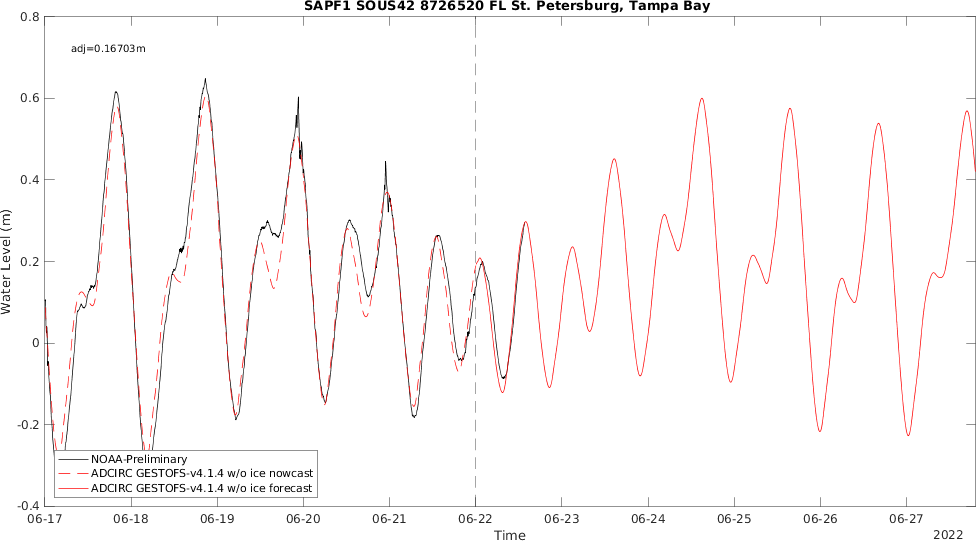 SAPF1 SOUS42 8726520 FL St. Petersburg, Tampa Bay
0.8
adj=0.16703m
0.6
0.4
0.2
0
-0.2
-0.4
Water Level (m)
NOAA-Preliminary
ADCIRC GESTOFS-v4.1.4 w/o ice nowcast
ADCIRC GESTOFS-v4.1.4 w/o ice forecast
06-17 06-18 06-19 06-20 06-21 06-22 06-23 06-24 06-25 06-26 06-27
Time
2022